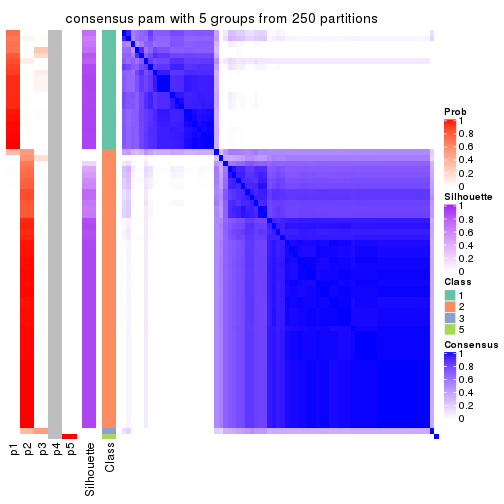 consensus pam with 5 groups from 250 partitions
Prob
1
0.8
0.6
0.4
0.2
0
Silhouette
1
0.8
0.6
0.4
0.2
0
Class
1
2
3
5
Consensus
1
0.8
0.6
0.4
0.2
0
p1
p2
p3
p4
p5
Silhouette
Class